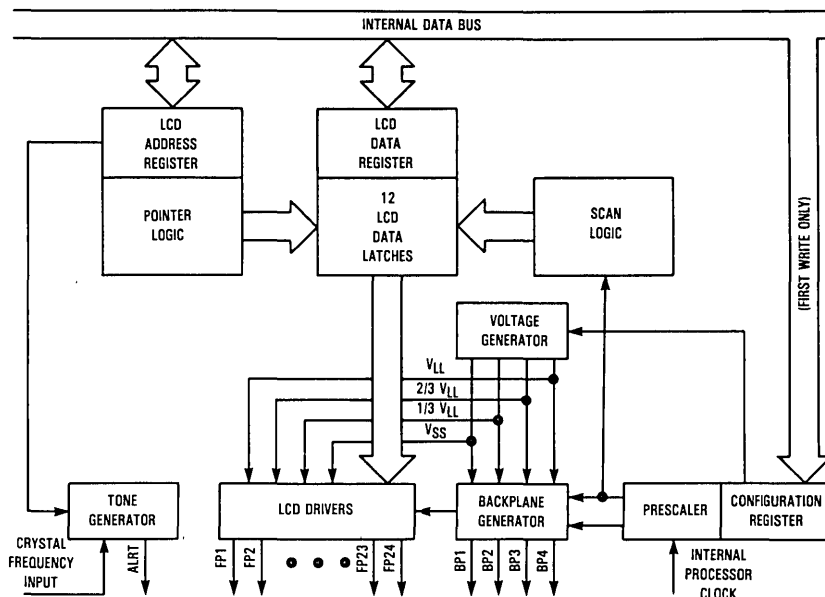 INTERNAL DATA BUS
LCD
ADDRESS
REGISTER
POINTER
LOGIC
LCD
DATA
REGISTER
12
LCD
DATA
LATCHES
SCAN
LOGIC
(FIRST WRITE ONLY)
VOLTAGE
GENERATOR
VLL
2/3 VLL
1/3 VLL
VSS
TONE
GENERATOR
LCD DRIVERS
BACKPLANE
GENERATOR
PRESCALER
CONFIGURATION
REGISTER
CRYSTAL
FREQUENCY
INPUT
ALRT
FP1
FP2
FP23
FP24
BP1
BP2
BP3
BP4
INTERNAL
PROCESSOR
CLOCK